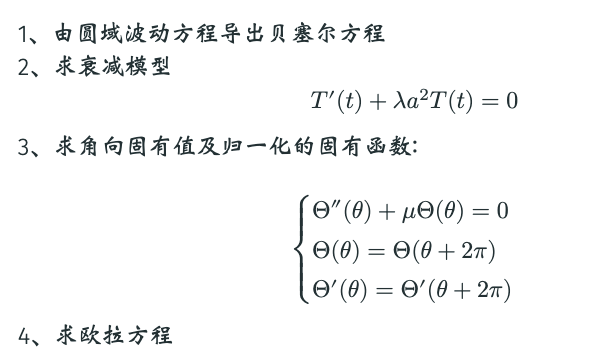 1、由圆域波动方程导出贝塞尔方程
2、求衰减模型
T′(t) + λa²T(t) = 0
3、求角向固有值及归一化的固有函数:
Θ″(θ) + μΘ(θ) = 0
Θ(θ) = Θ(θ + 2π)
Θ′(θ) = Θ′(θ + 2π)
4、求欧拉方程